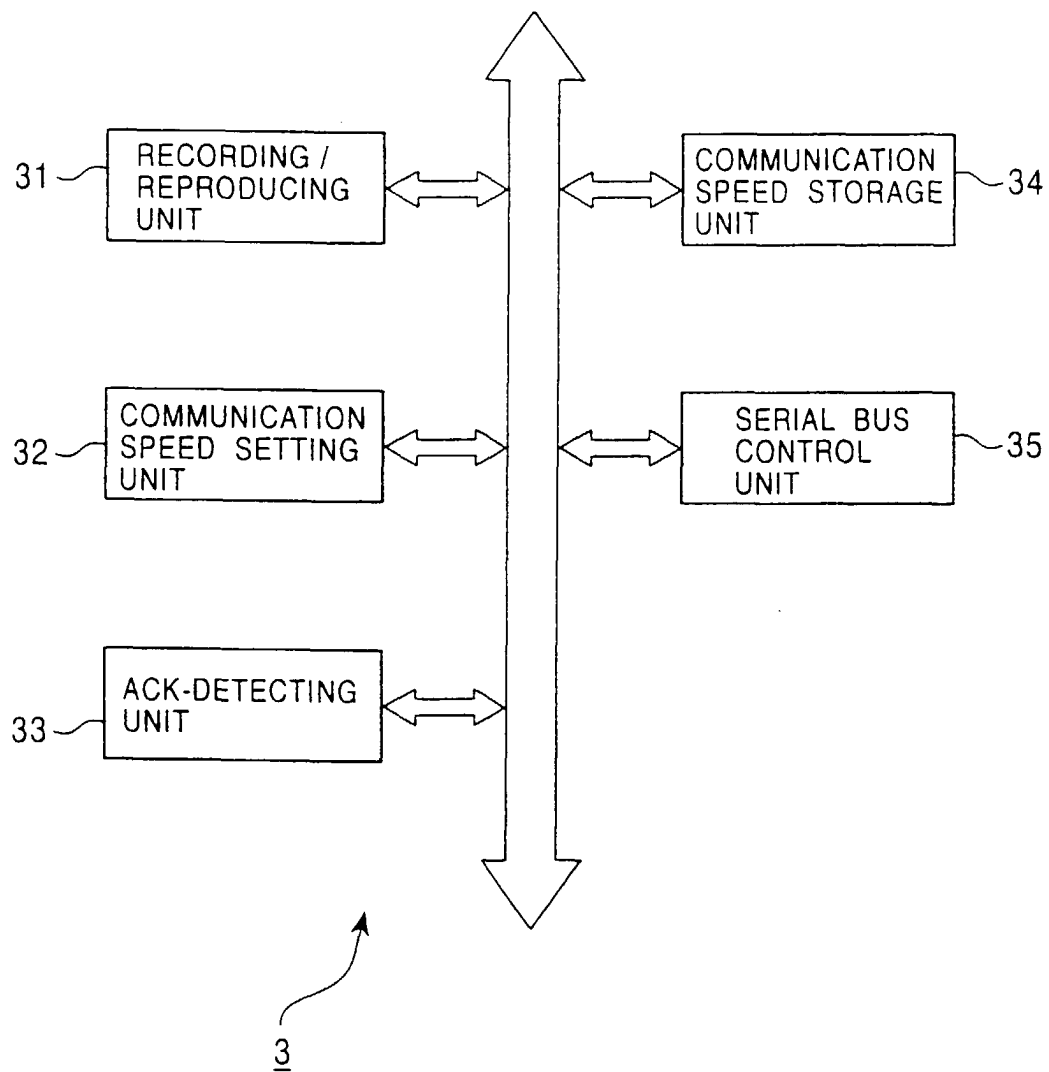 31
RECORDING /
REPRODUCING
UNIT
COMMUNICATION
SPEED STORAGE
UNIT
34
32
COMMUNICATION
SPEED SETTING
UNIT
SERIAL BUS
CONTROL
UNIT
35
33
ACK-DETECTING
UNIT
3